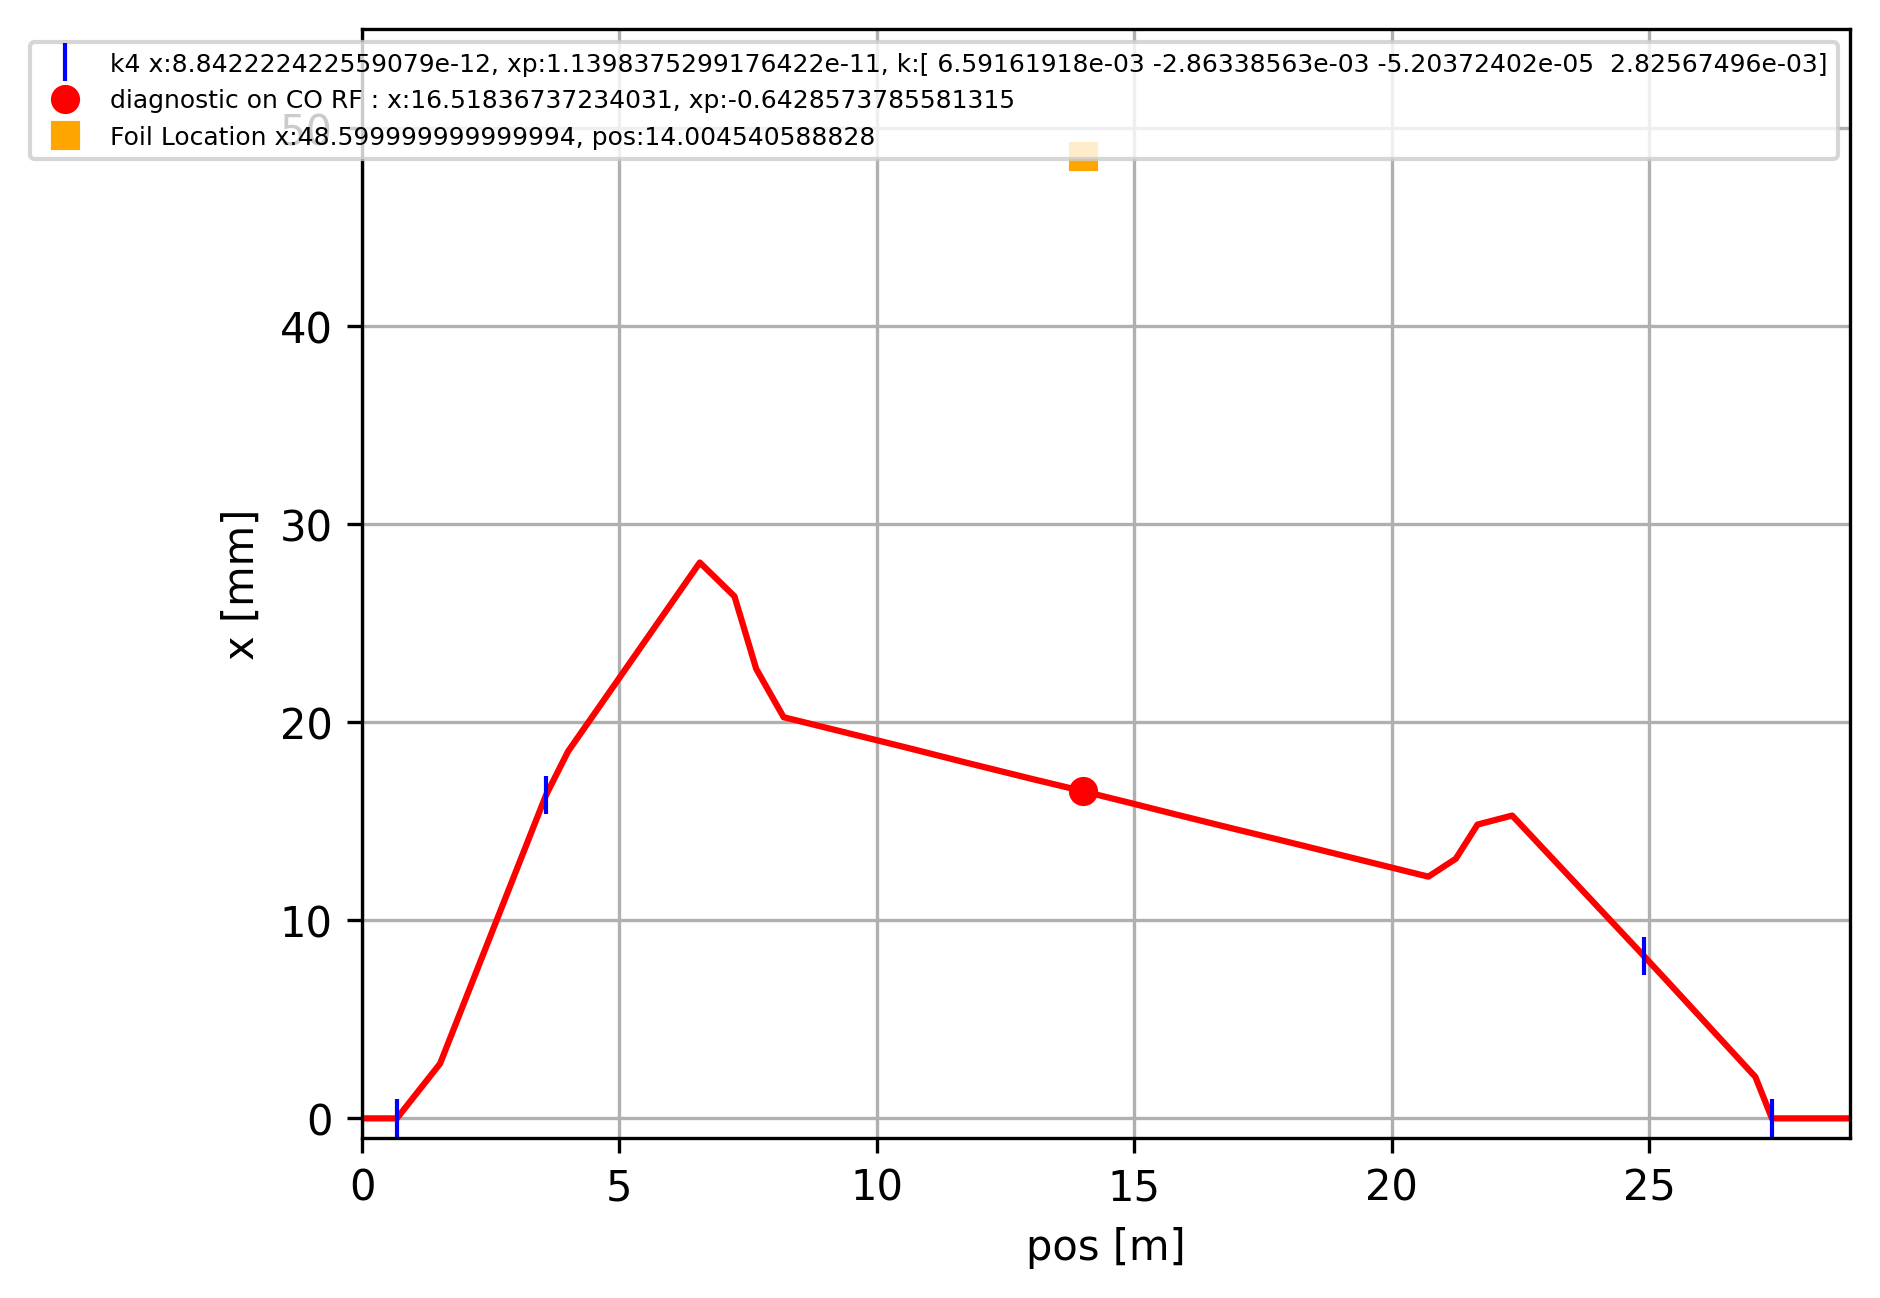 k4 x:8.842222422559079e-12, xp:1.1398375299176422e-11, k:[ 6.59161918e-03 -2.86338563e-03 -5.20372402e-05  2.82567496e-03]
diagnostic on CO RF : x:16.51836737234031, xp:-0.6428573785581315
Foil Location x:48.599999999999994, pos:14.004540588828
50
40
30
20
10
0
x [mm]
0 5 10 15 20 25
pos [m]